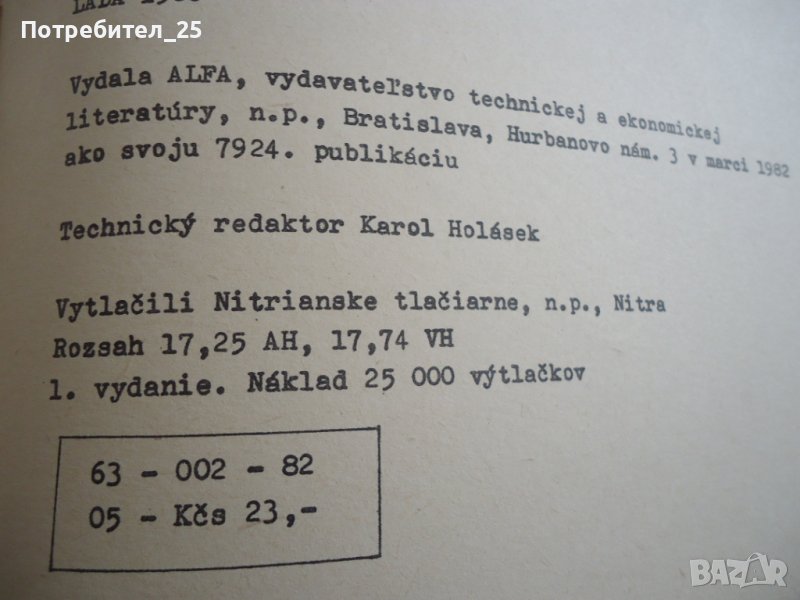 Потребител_25
Vydala ALFA, vydavateľstvo technickej a ekonomickej
literatúry, n.p., Bratislava, Hurbanovo nám. 3 v marci 1982
ako svoju 7924. publikáciu
Technický redaktor Karol Holásek
Vytlačili Nitrianske tlačiarne, n.p., Nitra
Rozsah 17,25 AH, 17,74 VH
1. vydanie. Náklad 25 000 výtlačkov
63 - 002 - 82
05 - Kčs 23,-
BAZAR